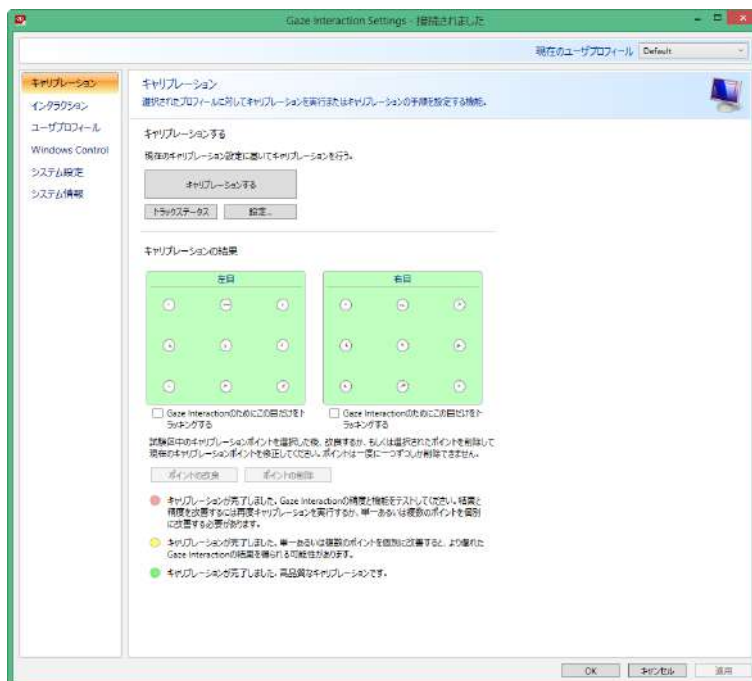 Gaze Interaction Settings - 接続されました
現在のユーザプロフィール Default
キャリブレーション
インタラクション
ユーザプロフィール
Windows Control
システム設定
システム情報
キャリブレーション
選択されたプロフィールに対してキャリブレーションを実行またはキャリブレーションの手順を設定する機能。
キャリブレーションする
現在のキャリブレーション設定に基いてキャリブレーションを行う。
キャリブレーションする
トラックステータス 設定...
キャリブレーションの結果
左目 右目
Gaze Interactionのためにこの目だけをト
ラッキングする
Gaze Interactionのためにこの目だけをト
ラッキングする
試験区中のキャリブレーションポイントを選択した後、改良するか、もしくは選択されたポイントを削除して
現在のキャリブレーションポイントを修正してください。ポイントは一度に一つずつしか削除できません。
ポイントの改良 ポイントの削除
キャリブレーションが完了しました。Gaze Interactionの精度と機能をテストしてください。結果と
精度を改善するには再度キャリブレーションを実行するか、単一あるいは複数のポイントを個別
に改善する必要があります。
キャリブレーションが完了しました。単一あるいは複数のポイントを個別に改善すると、より優れた
Gaze Interactionの結果を得られる可能性があります。
キャリブレーションが完了しました。高品質なキャリブレーションです。
OK キャンセル 適用